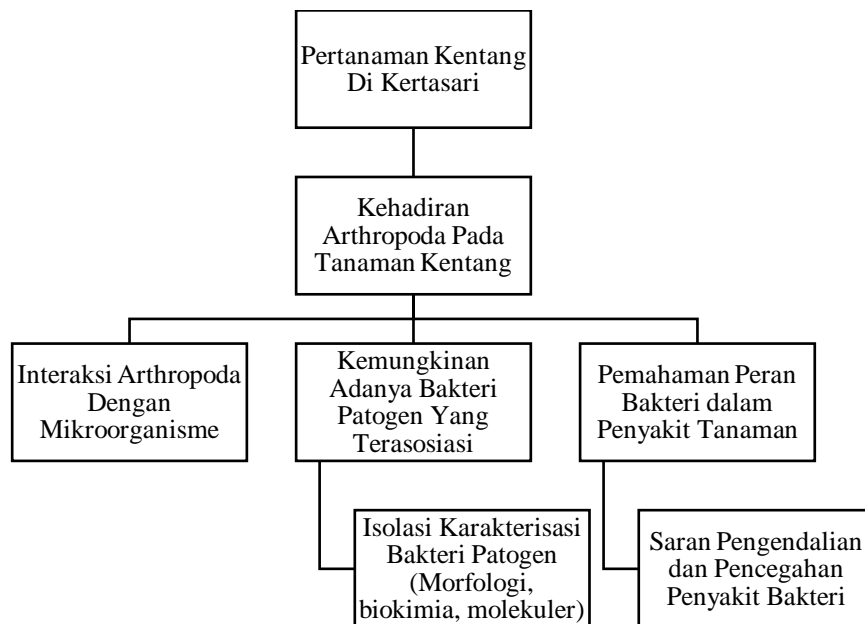 Pertanaman Kentang
Di Kertasari
Kehadiran
Arthropoda Pada
Tanaman Kentang
Interaksi Arthropoda
Dengan
Mikroorganisme
Kemungkinan
Adanya Bakteri
Patogen Yang
Terasosiasi
Pemahaman Peran
Bakteri dalam
Penyakit Tanaman
Isolasi Karakterisasi
Bakteri Patogen
(Morfologi,
biokimia, molekuler)
Saran Pengendalian
dan Pencegahan
Penyakit Bakteri